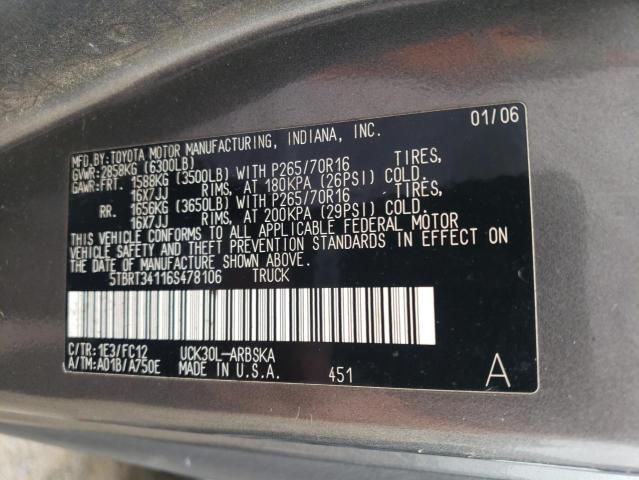 01/06
MFD.BY:TOYOTA MOTOR MANUFACTURING, INDIANA, INC.
GVWR:2858KG (6300LB)
GAWR:FRT. 1588KG (3500LB) WITH P265/70R16 TIRES,
16X7JJ RIMS, AT 180KPA (26PSI) COLD.
RR. 1656KG (3650LB) WITH P265/70R16 TIRES,
16X7JJ RIMS, AT 200KPA (29PSI) COLD.
THIS VEHICLE CONFORMS TO ALL APPLICABLE FEDERAL MOTOR
VEHICLE SAFETY AND THEFT PREVENTION STANDARDS IN EFFECT ON
THE DATE OF MANUFACTURE SHOWN ABOVE.
5TBRT34116S478106 TRUCK
C/TR:1E3/FC12 UCK30L-ARBSKA
A/TM:A01B/A750E MADE IN U.S.A. 451 A